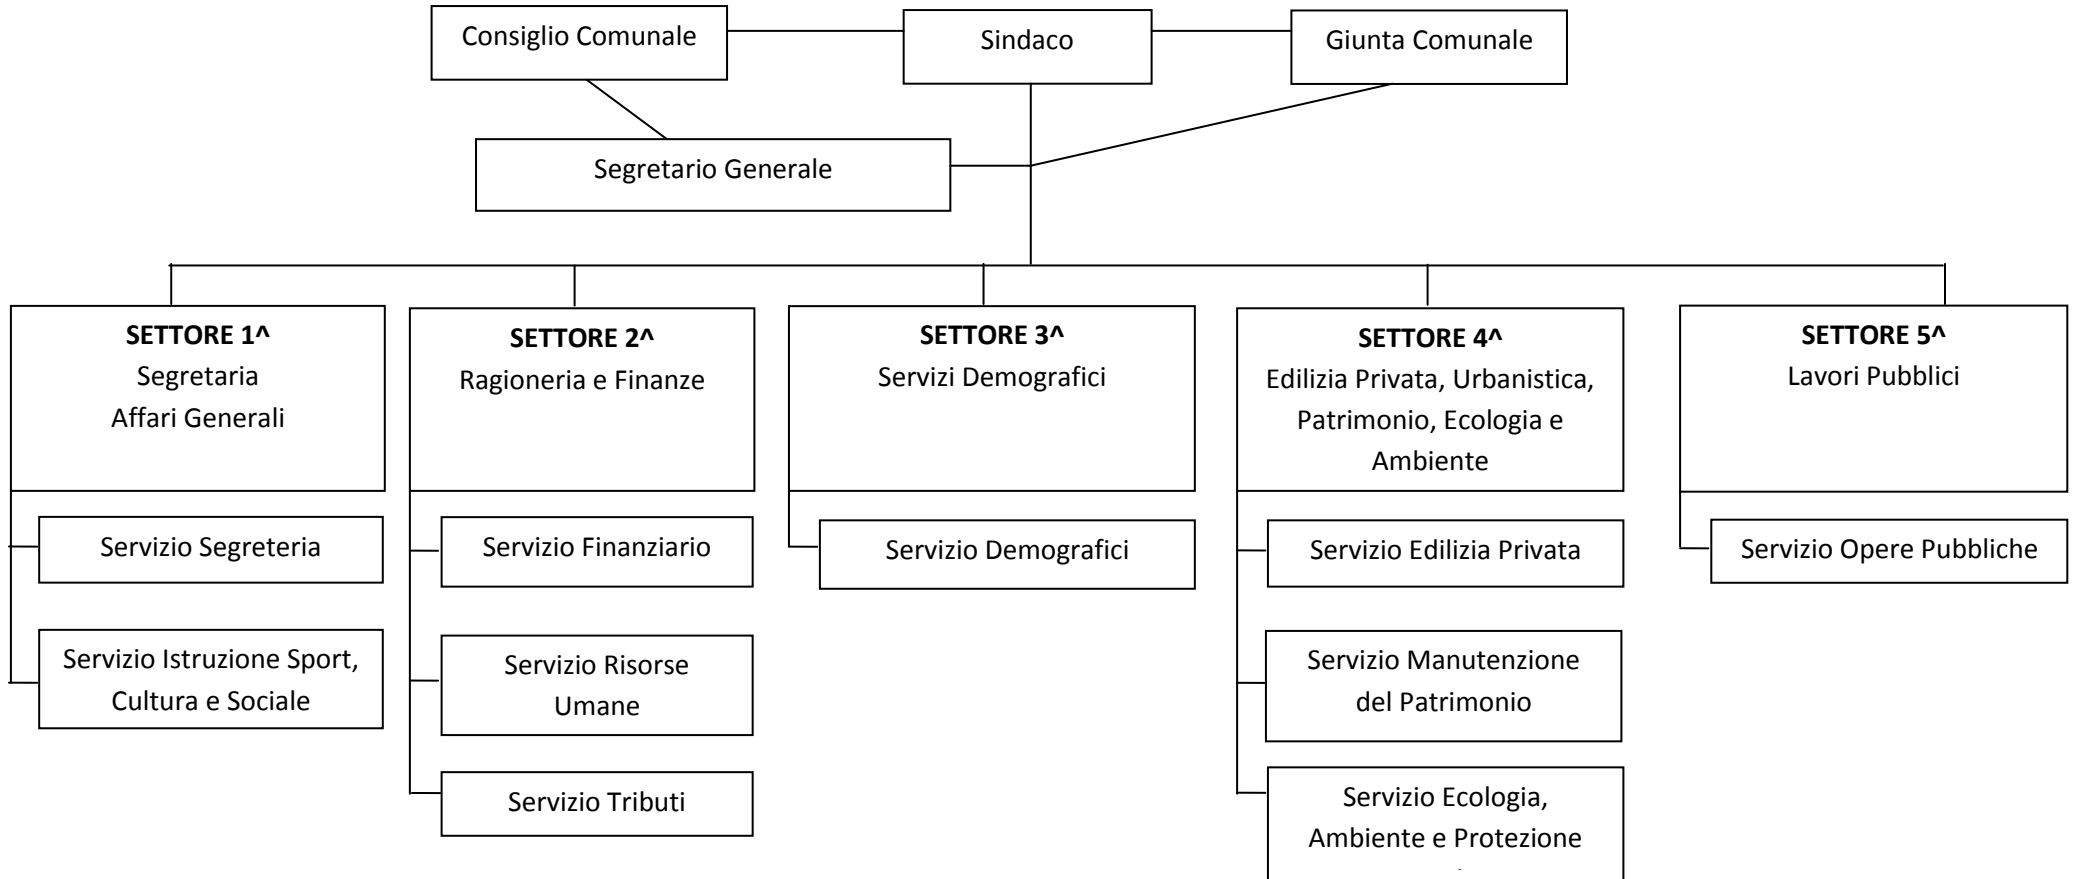 Consiglio Comunale
Sindaco
Giunta Comunale
Segretario Generale
SETTORE 1^
Segretaria
Affari Generali
SETTORE 2^
Ragioneria e Finanze
SETTORE 3^
Servizi Demografici
SETTORE 4^
Edilizia Privata, Urbanistica,
Patrimonio, Ecologia e
Ambiente
SETTORE 5^
Lavori Pubblici
Servizio Segreteria
Servizio Istruzione Sport,
Cultura e Sociale
Servizio Finanziario
Servizio Risorse
Umane
Servizio Tributi
Servizio Demografici
Servizio Edilizia Privata
Servizio Manutenzione
del Patrimonio
Servizio Ecologia,
Ambiente e Protezione
Servizio Opere Pubbliche